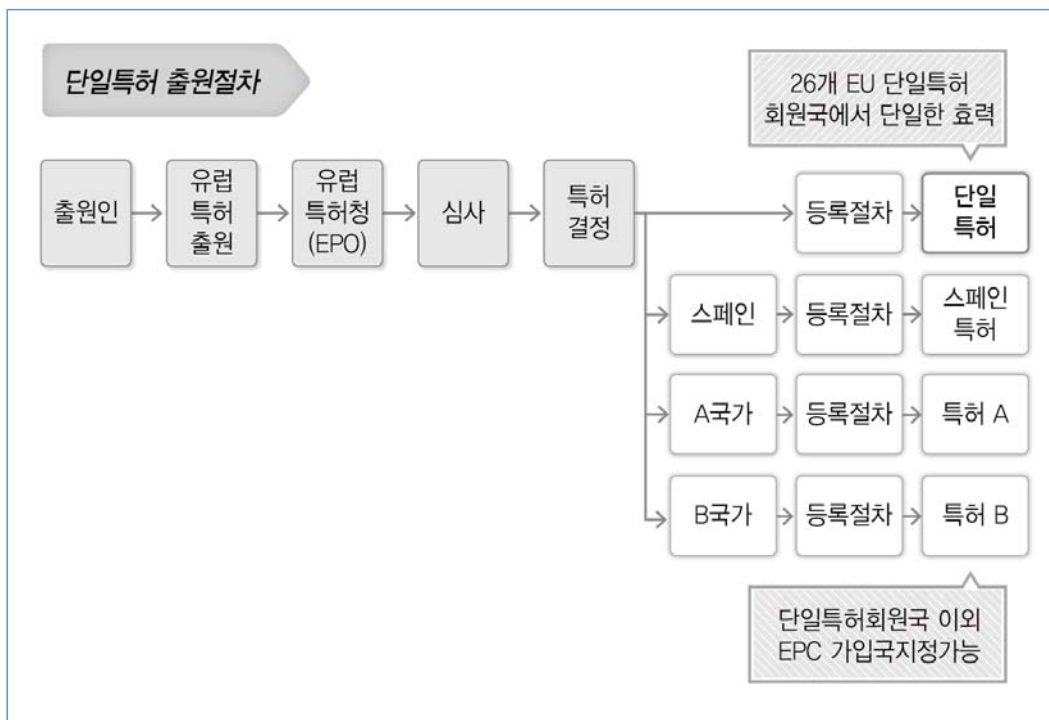 단일특허 출원절차
26개 EU 단일특허
회원국에서 단일한 효력
출원인
유럽
특허
출원
유럽
특허청
(EPO)
심사
특허
결정
등록절차
단일
특허
스페인
등록절차
스페인
특허
A국가
등록절차
특허 A
B국가
등록절차
특허 B
단일특허회원국 이외
EPC 가입국지정가능